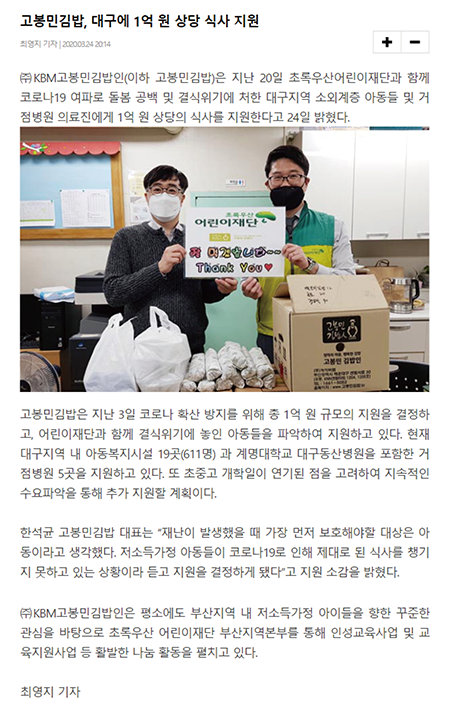 고봉민김밥, 대구에 1억 원 상당 식사 지원
최영지 기자 | 2020.03.24 20:14
㈜KBM고봉민김밥인(이하 고봉민김밥)은 지난 20일 초록우산어린이재단과 함께
코로나19 여파로 돌봄 공백 및 결식위기에 처한 대구지역 소외계층 아동들 및 거
점병원 의료진에게 1억 원 상당의 식사를 지원한다고 24일 밝혔다.
초록우산
어린이재단
잘 먹겠습니다~~
Thank You♥
고봉민
김밥人
고봉민 김밥인
고봉민김밥은 지난 3일 코로나 확산 방지를 위해 총 1억 원 규모의 지원을 결정하
고, 어린이재단과 함께 결식위기에 놓인 아동들을 파악하여 지원하고 있다. 현재
대구지역 내 아동복지시설 19곳(611명) 과 계명대학교 대구동산병원을 포함한 거
점병원 5곳을 지원하고 있다. 또 초중고 개학일이 연기된 점을 고려하여 지속적인
수요파악을 통해 추가 지원할 계획이다.
한석균 고봉민김밥 대표는 “재난이 발생했을 때 가장 먼저 보호해야할 대상은 아
동이라고 생각했다. 저소득가정 아동들이 코로나19로 인해 제대로 된 식사를 챙기
지 못하고 있는 상황이라 듣고 지원을 결정하게 됐다”고 지원 소감을 밝혔다.
㈜KBM고봉민김밥인은 평소에도 부산지역 내 저소득가정 아이들을 향한 꾸준한
관심을 바탕으로 초록우산 어린이재단 부산지역본부를 통해 인성교육사업 및 교
육지원사업 등 활발한 나눔 활동을 펼치고 있다.
최영지 기자